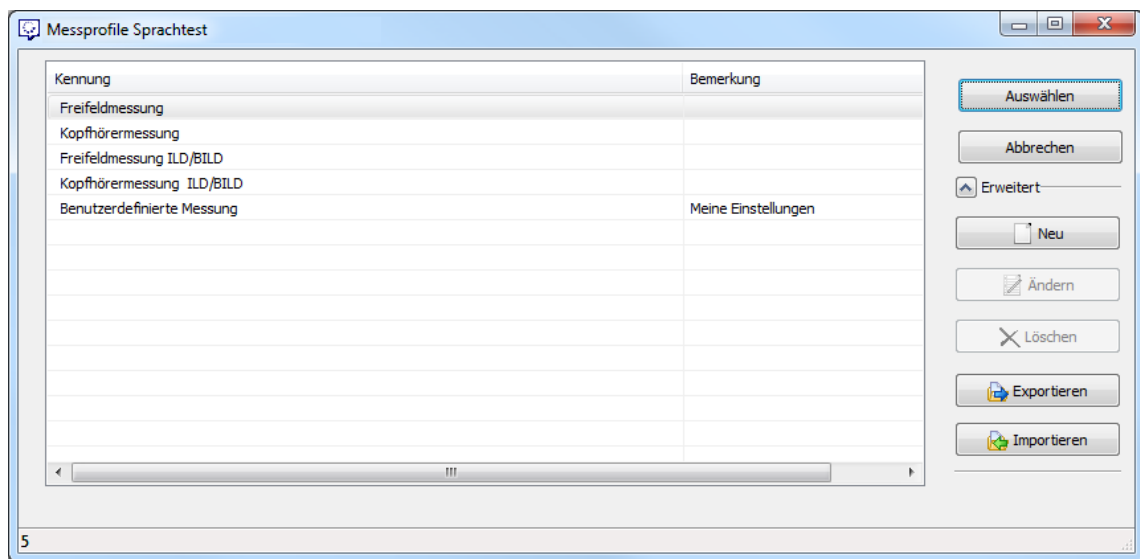 Messprofile Sprachtest
Kennung Bemerkung
Freifeldmessung
Kopfhörermessung
Freifeldmessung ILD/BILD
Kopfhörermessung ILD/BILD
Benutzerdefinierte Messung Meine Einstellungen
Auswählen
Abbrechen
Erweitert
Neu
Ändern
Löschen
Exportieren
Importieren
5